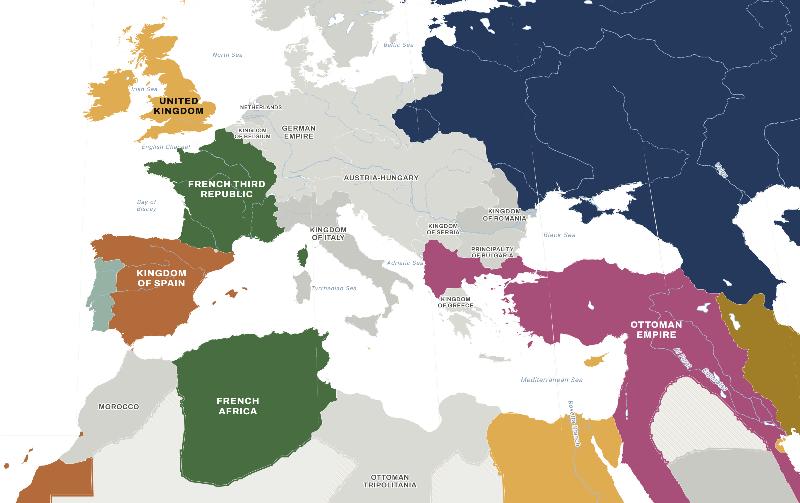 North Sea
Baltic Sea
Irish Sea
UNITED
KINGDOM
NETHERLANDS
KINGDOM
OF BELGIUM
GERMAN
EMPIRE
English Channel
FRENCH THIRD
REPUBLIC
AUSTRIA-HUNGARY
Volga
Bay of
Biscay
KINGDOM
OF ROMANIA
KINGDOM
OF ITALY
KINGDOM
OF SERBIA
Black Sea
PRINCIPALITY
OF BULGARIA
Adriatic Sea
KINGDOM
OF SPAIN
Tyrrhenian Sea
KINGDOM
OF GREECE
OTTOMAN
EMPIRE
Mediterranean Sea
MOROCCO
FRENCH
AFRICA
OTTOMAN
TRIPOLITANIA